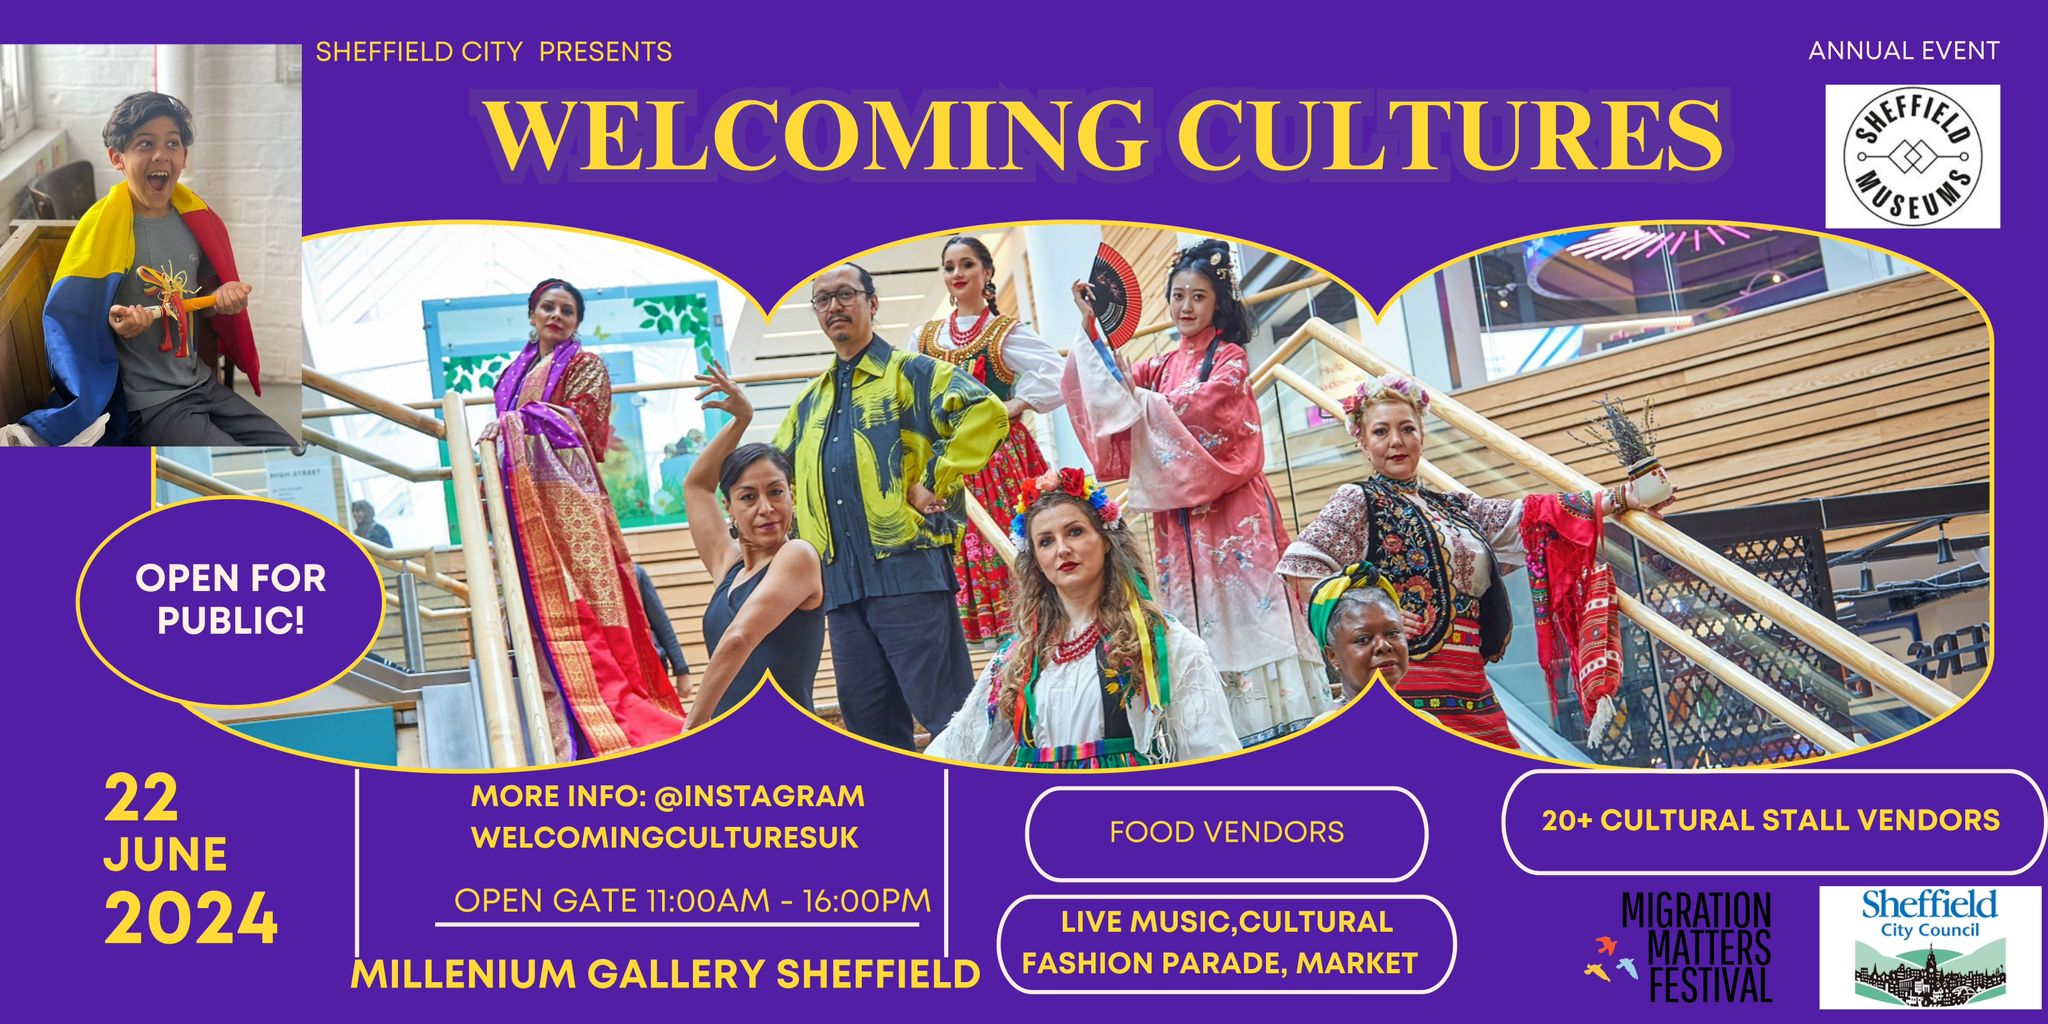 SHEFFIELD CITY PRESENTS
ANNUAL EVENT
WELCOMING CULTURES
SHEFFIELD
MUSEUMS
HIGH STREET
OPEN FOR
PUBLIC!
22
JUNE
2024
MORE INFO: @INSTAGRAM
WELCOMINGCULTURESUK
OPEN GATE 11:00AM - 16:00PM
MILLENIUM GALLERY SHEFFIELD
FOOD VENDORS
LIVE MUSIC,CULTURAL
FASHION PARADE, MARKET
20+ CULTURAL STALL VENDORS
MIGRATION
MATTERS
FESTIVAL
Sheffield
City Council